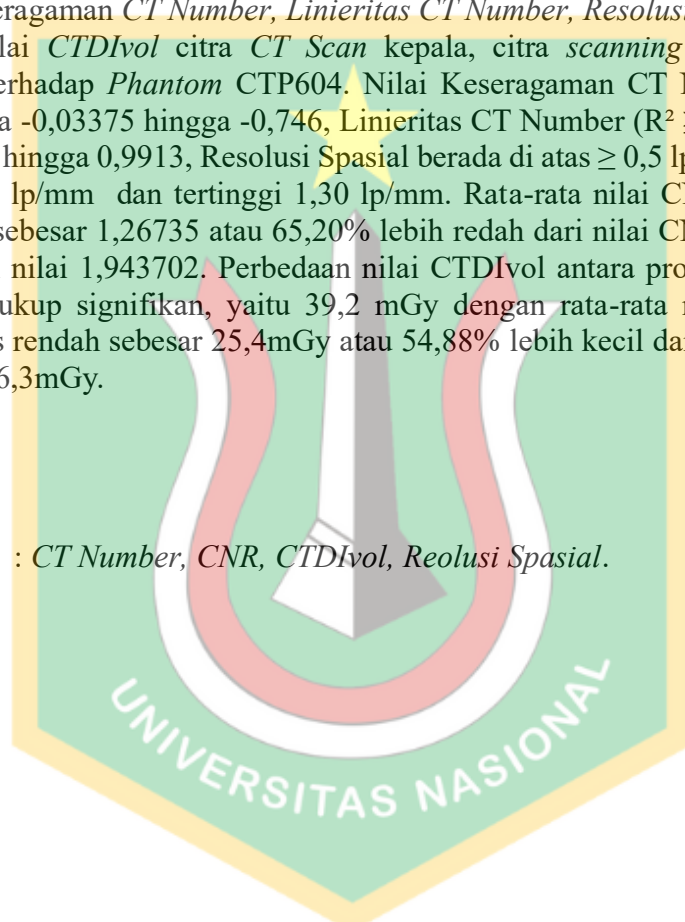 eragaman CT Number, Linieritas CT Number, Resolusi
lai CTDIvol citra CT Scan kepala, citra scanning
erhadap Phantom CTP604. Nilai Keseragaman CT
a -0,03375 hingga -0,746, Linieritas CT Number (R²
hingga 0,9913, Resolusi Spasial berada di atas ≥ 0,5 lp
lp/mm dan tertinggi 1,30 lp/mm. Rata-rata nilai
sebesar 1,26735 atau 65,20% lebih redah dari nilai
nilai 1,943702. Perbedaan nilai CTDIvol antara pro
ukup signifikan, yaitu 39,2 mGy dengan rata-rata
s rendah sebesar 25,4mGy atau 54,88% lebih kecil dar
6,3mGy.
: CT Number, CNR, CTDIvol, Reolusi Spasial.
UNIVERSITAS NASIONAL